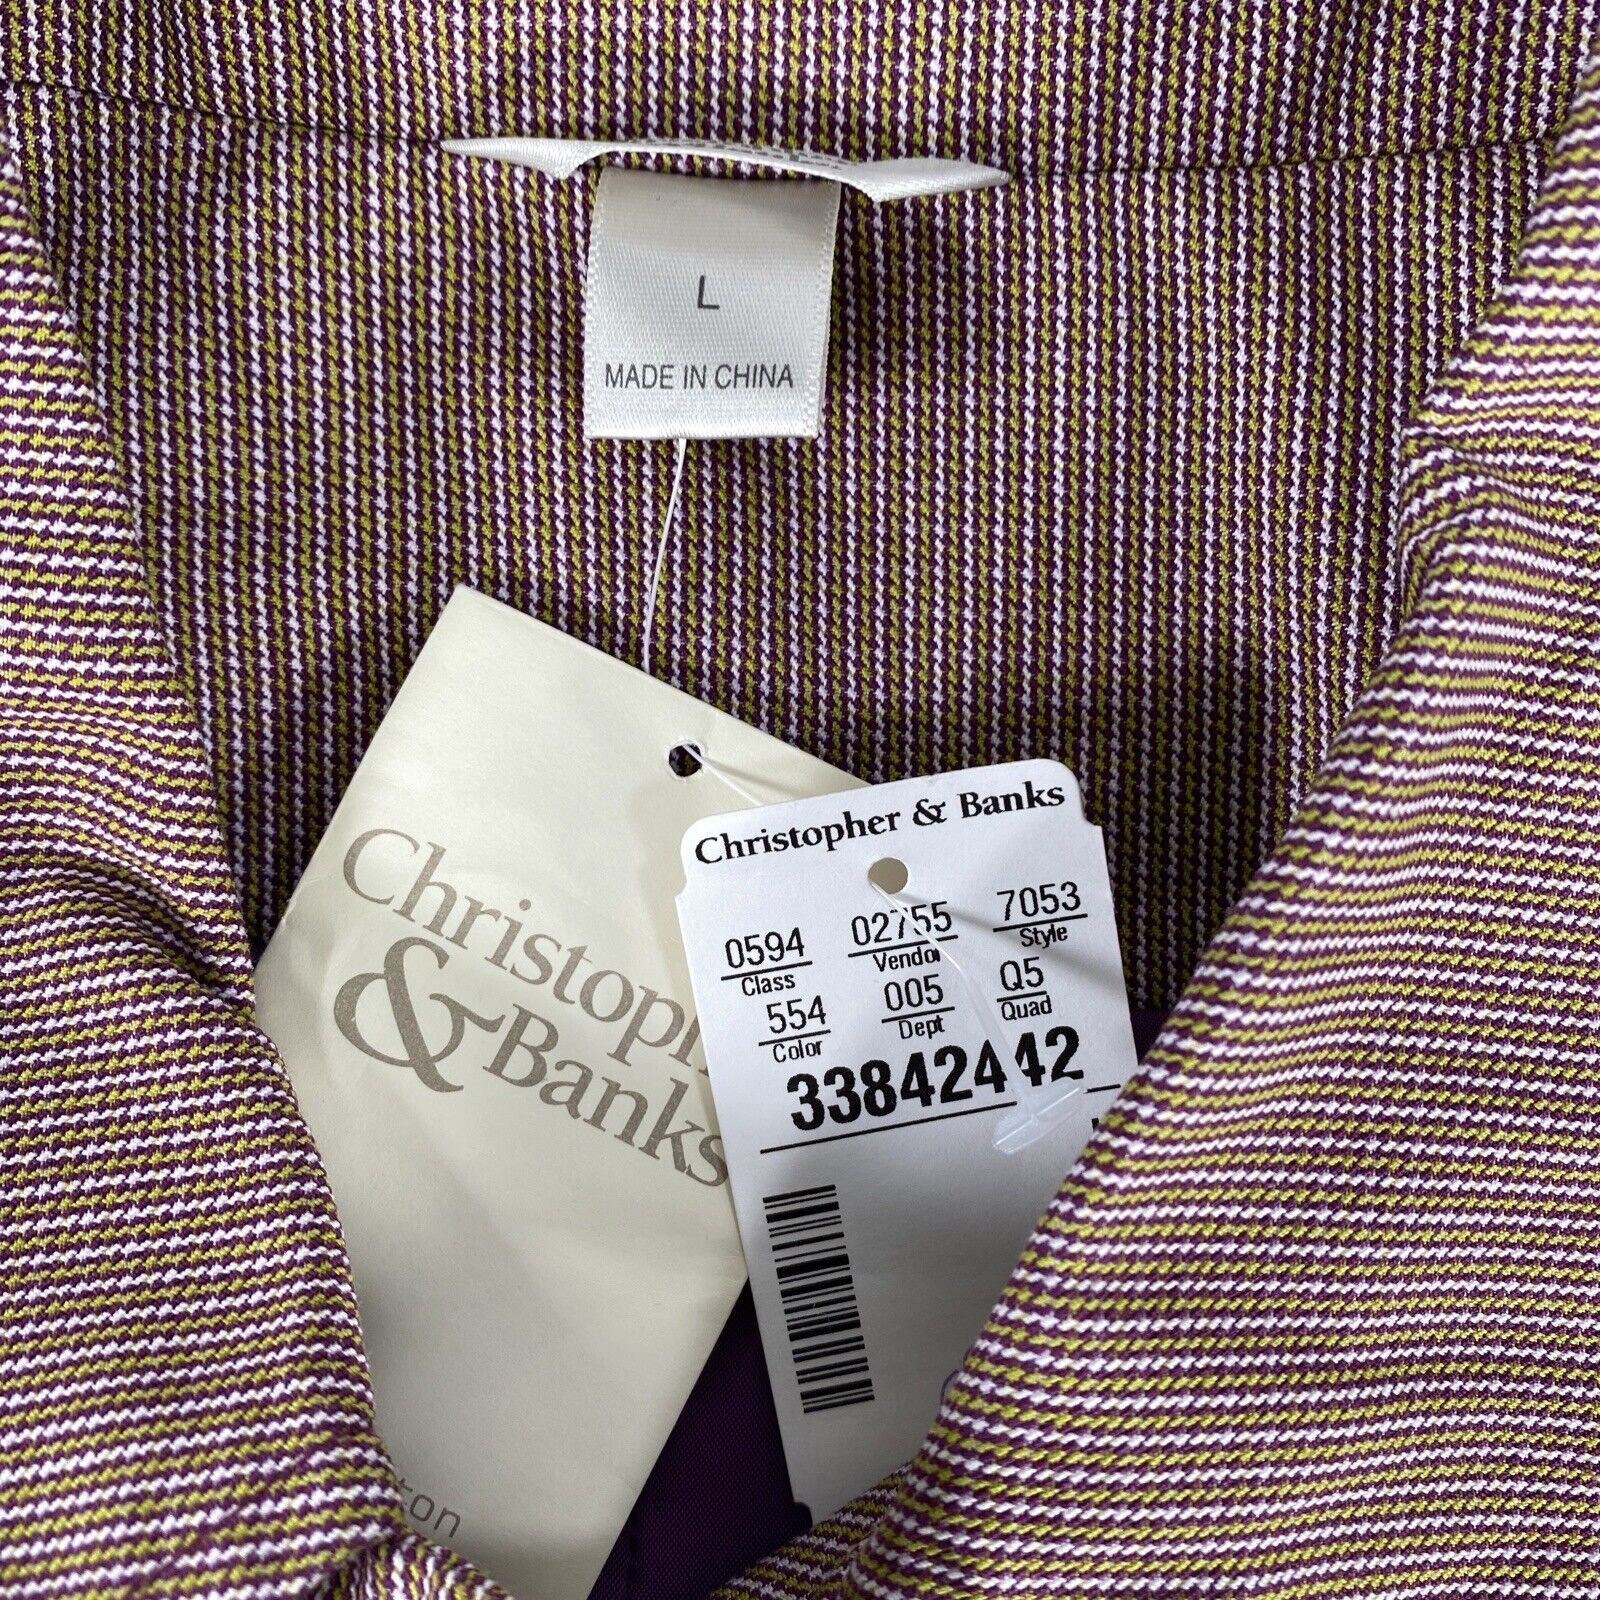 L
MADE IN CHINA
Christoph
& Banks
Christopher & Banks
0594 02755 7053
Class Vendor Style
554 005 Q5
Color Dept Quad
33842442
ton